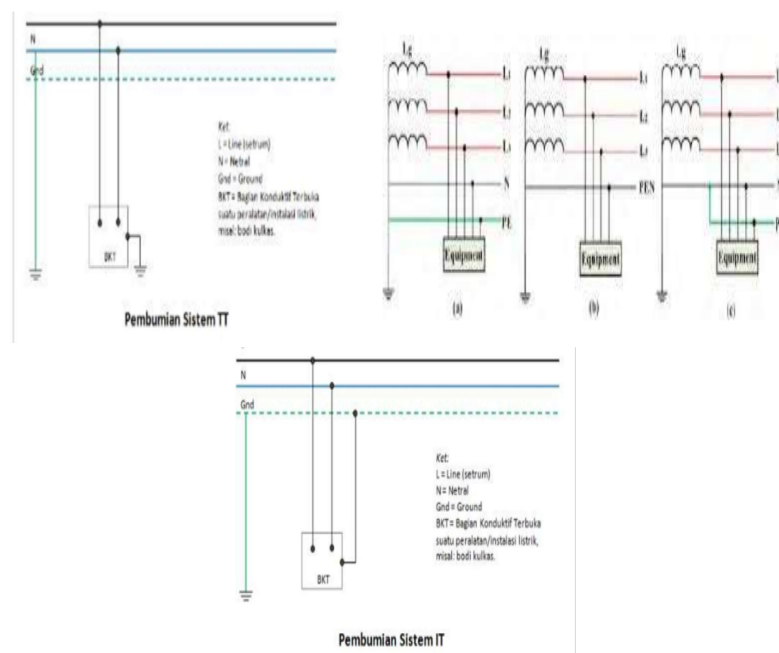 N
Gnd
Ket:
L = Line (setrum)
N = Netral
Gnd = Ground
BKT = Bagian Konduktif Terbuka
suatu peralatan/instalasi listrik,
misal: bodi kulkas.
BKT
Pembumian Sistem TT
Lg
L1
L2
L3
N
PE
Equipment
(a)
Lg
L1
L2
L3
PEN
Equipment
(b)
Lg
Equipment
(c)
N
Gnd
Ket:
L = Line (setrum)
N = Netral
Gnd = Ground
BKT = Bagian Konduktif Terbuka
suatu peralatan/instalasi listrik,
misal: bodi kulkas.
BKT
Pembumian Sistem IT